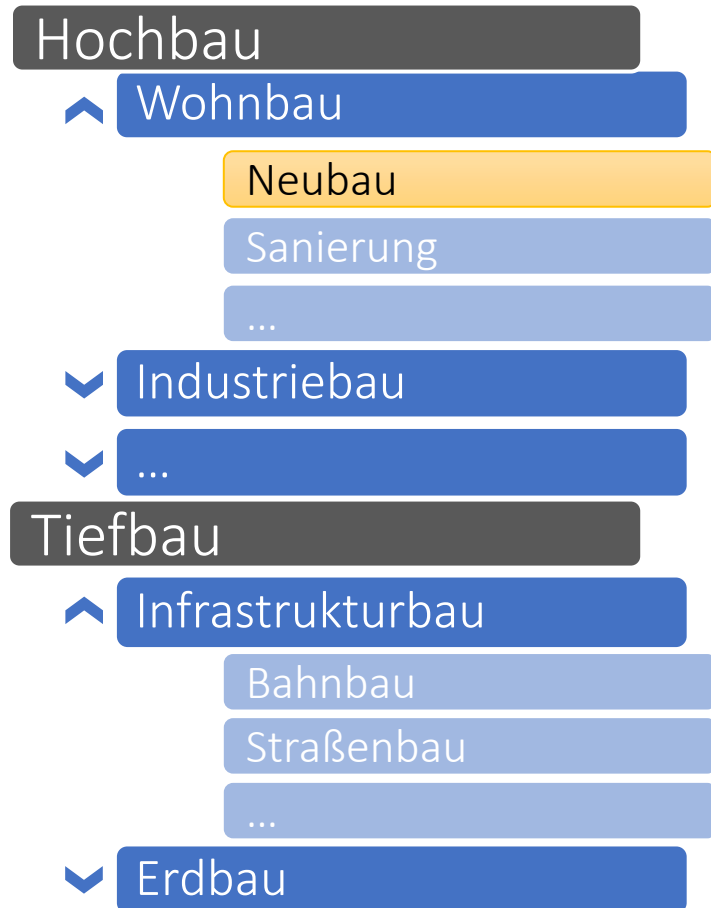 Hochbau
Wohnbau
Neubau
Sanierung
...
Industriebau
...
Tiefbau
Infrastrukturbau
Bahnbau
Straßenbau
...
Erdbau